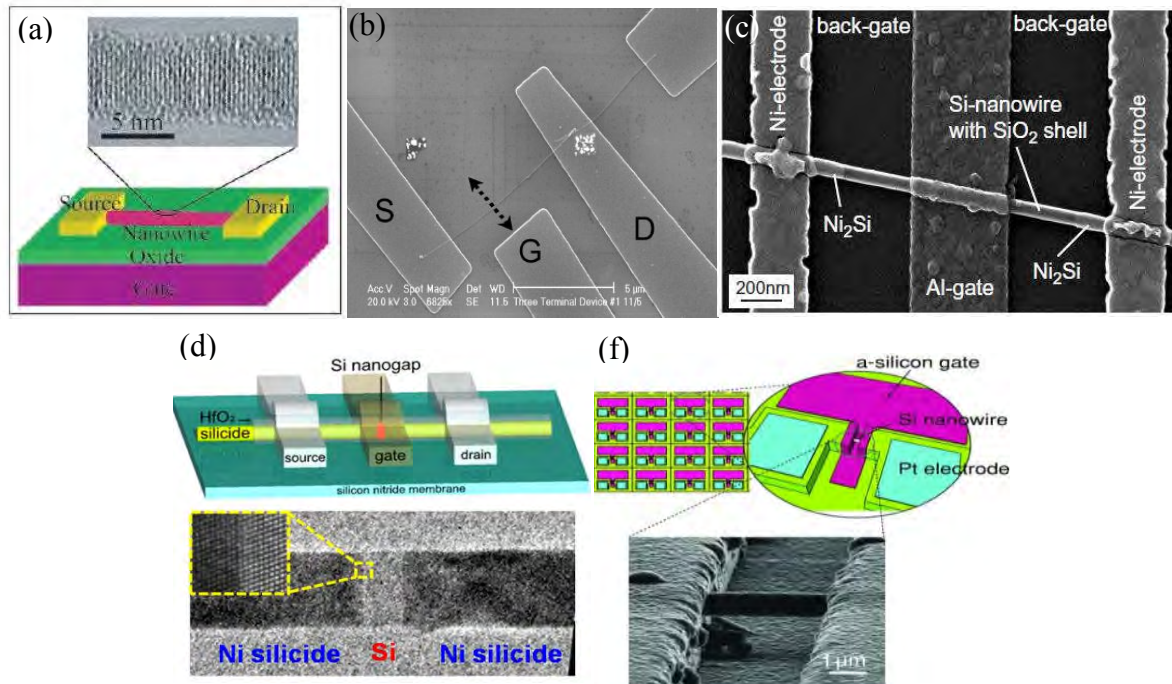 (a)
5 nm
Source
Drain
Nanowire
Oxide
Gate
(b)
S
G
D
Acc.V Spot Magn Det WD
20.0 kV 3.0 6826x SE 11.5 Three Terminal Device #1 11/5
5 µm
(c)
Ni-electrode
back-gate
back-gate
Si-nanowire
with SiO₂ shell
Ni-electrode
Ni₂Si
Ni₂Si
Al-gate
200nm
(d)
Si nanogap
HfO₂
silicide
source
gate
drain
silicon nitride membrane
Ni silicide
Si
Ni silicide
(f)
a-silicon gate
Si nanowire
Pt electrode
1 µm